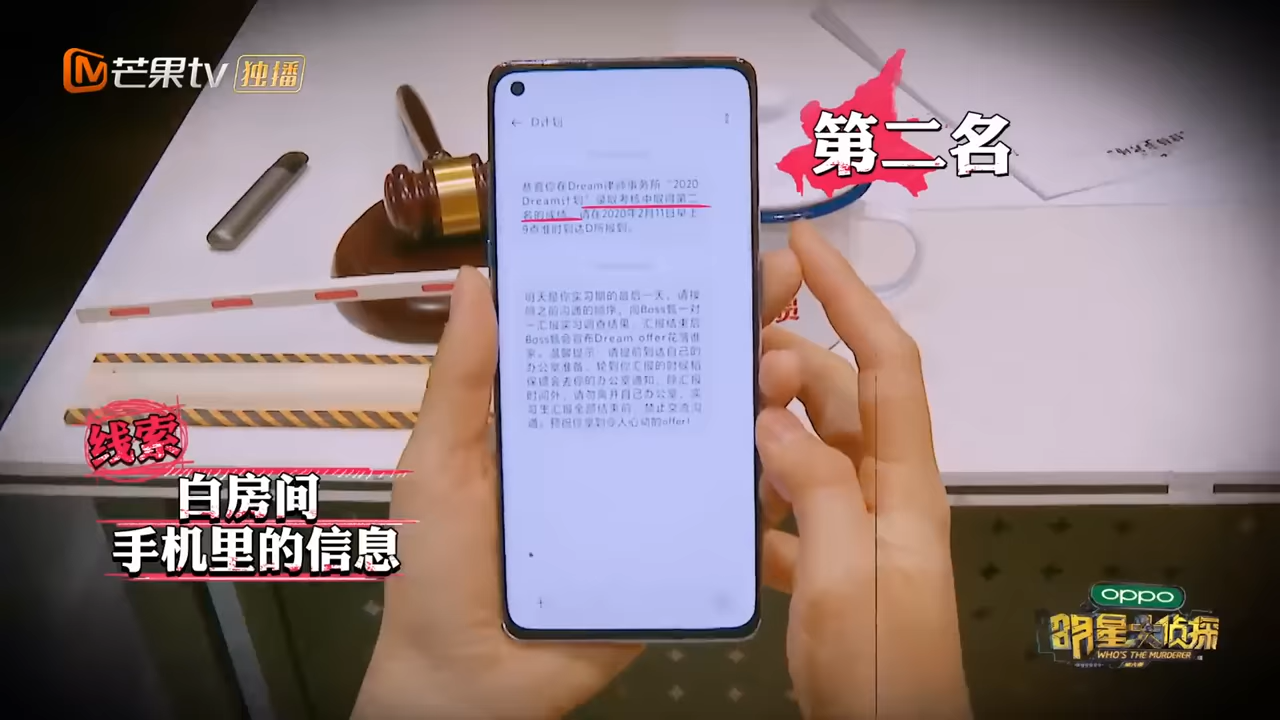 芒果tv 独播
第二名
D计划
恭喜你在Dream律师事务所“2020
Dream计划”录取考核中取得第二
名的成绩，请在2020年2月11日早上
9点准时到达D所报到。
明天是你实习期的最后一天，请按
照之前沟通的顺序，向Boss甄一对
一汇报实习调查结果，汇报结束后
Boss甄会宣布Dream offer花落谁
家。温馨提示：请提前到达自己的
办公室准备，轮到你汇报的时候柏
保镖会去你的办公室通知，除汇报
时间外，请勿离开自己办公室，实
习生汇报全部结束前，禁止交流沟
通。预祝你拿到令人心动的offer！
线索
白房间
手机里的信息
oppo
明星大侦探
WHO'S THE MURDERER